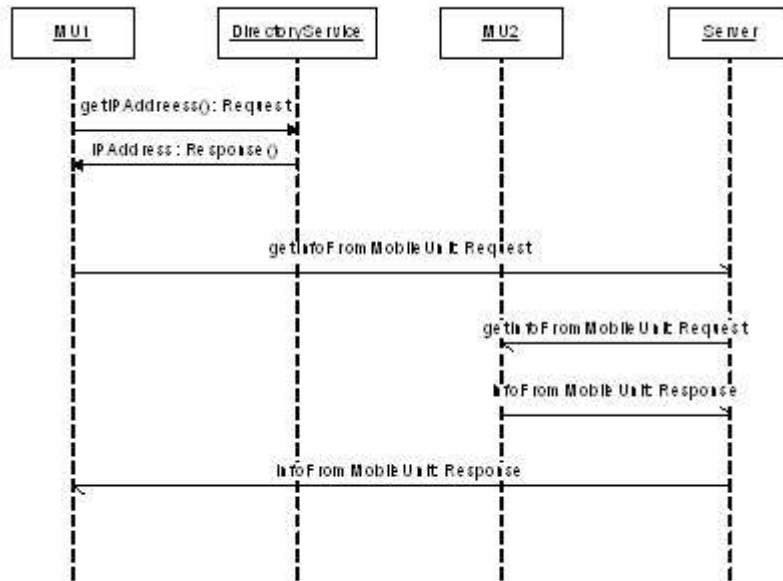 MU1
DirectoryService
MU2
Server
getIPAddreess(): Request
IPAddress: Response()
getInfoFromMobileUnit: Request
getInfoFromMobileUnit: Request
InfoFromMobileUnit: Response
InfoFromMobileUnit: Response